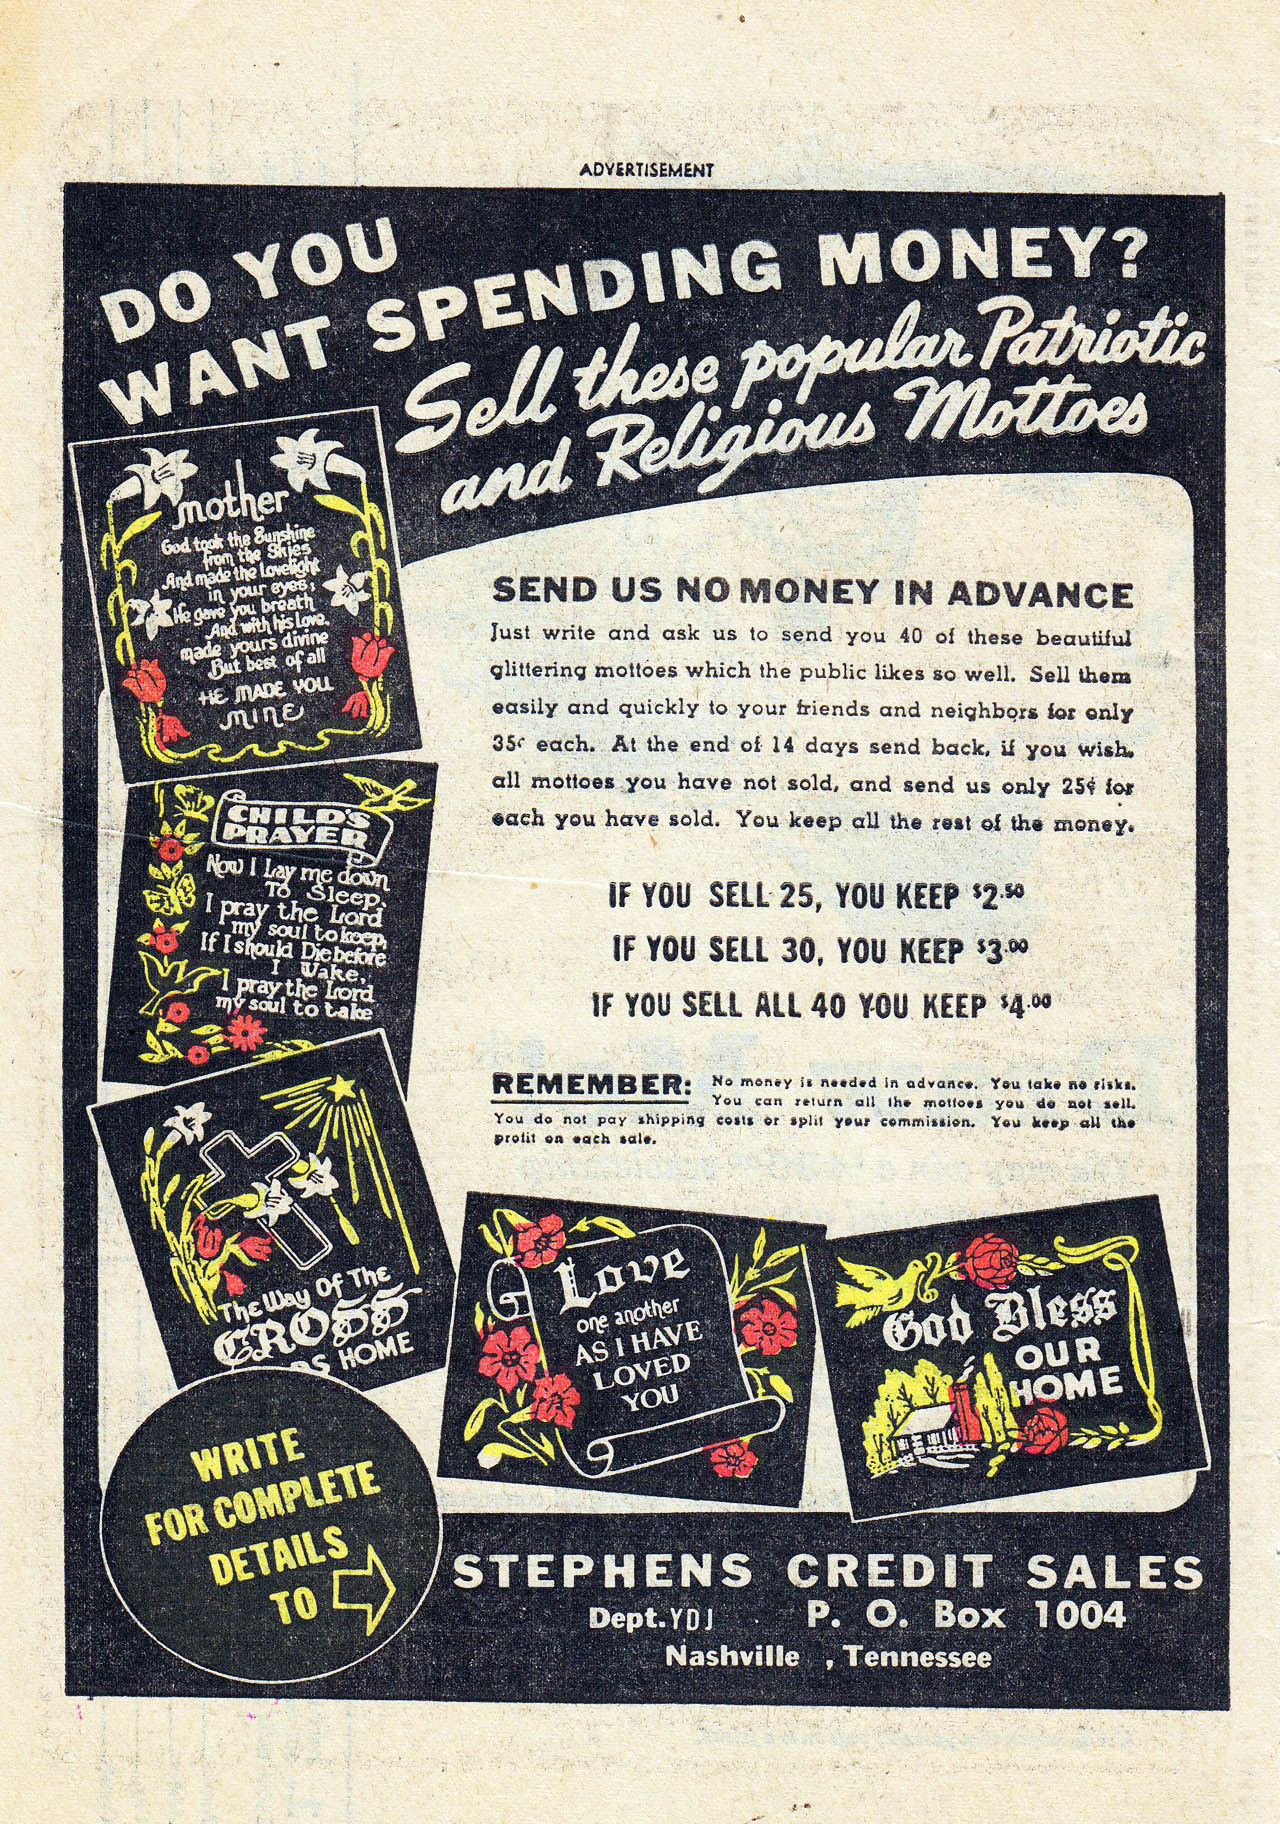 ADVERTISEMENT
DO YOU
WANT SPENDING MONEY?
Sell these popular Patriotic
and Religious Mottoes
mother
God took the Sunshine
from the Skies
And made the Lovelight
in your eyes;
He gave you breath
And with his love.
made yours divine
But best of all
HE MADE YOU
MINE
CHILD'S
PRAYER
Now I Lay me down
To Sleep.
I pray the Lord
my soul to keep,
If I should Die before
I Wake,
I pray the Lord
my soul to take
The Way Of The
CROSS
HOME
SEND US NO MONEY IN ADVANCE
Just write and ask us to send you 40 of these beautiful
glittering mottoes which the public likes so well. Sell them
easily and quickly to your friends and neighbors for only
35¢ each. At the end of 14 days send back, if you wish,
all mottoes you have not sold, and send us only 25¢ for
each you have sold. You keep all the rest of the money.
IF YOU SELL 25, YOU KEEP $2.50
IF YOU SELL 30, YOU KEEP $3.00
IF YOU SELL ALL 40 YOU KEEP $4.00
REMEMBER: No money is needed in advance. You take no risks.
You can return all the mottoes you do not sell.
You do not pay shipping costs or split your commission. You keep all the
profit on each sale.
Love
one another
AS I HAVE
LOVED
YOU
God Bless
OUR
HOME
WRITE
FOR COMPLETE
DETAILS
TO
STEPHENS CREDIT SALES
Dept. YDJ P. O. Box 1004
Nashville , Tennessee